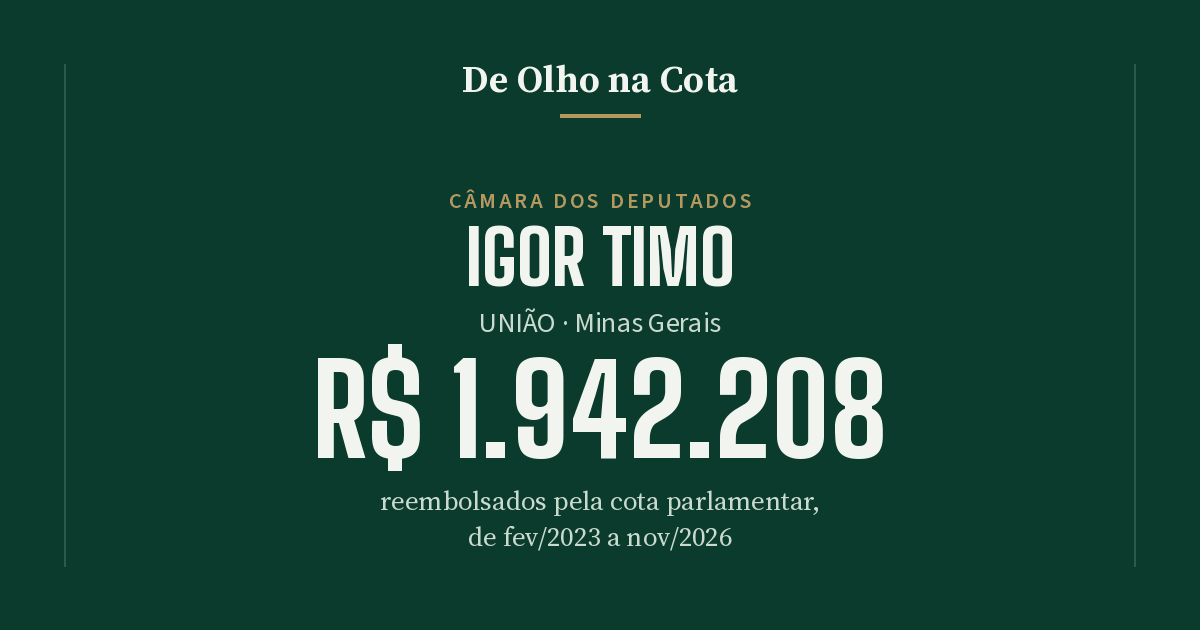 De Olho na Cota
CÂMARA DOS DEPUTADOS
IGOR TIMO
UNIÃO · Minas Gerais
R$ 1.942.208
reembolsados pela cota parlamentar,
de fev/2023 a nov/2026